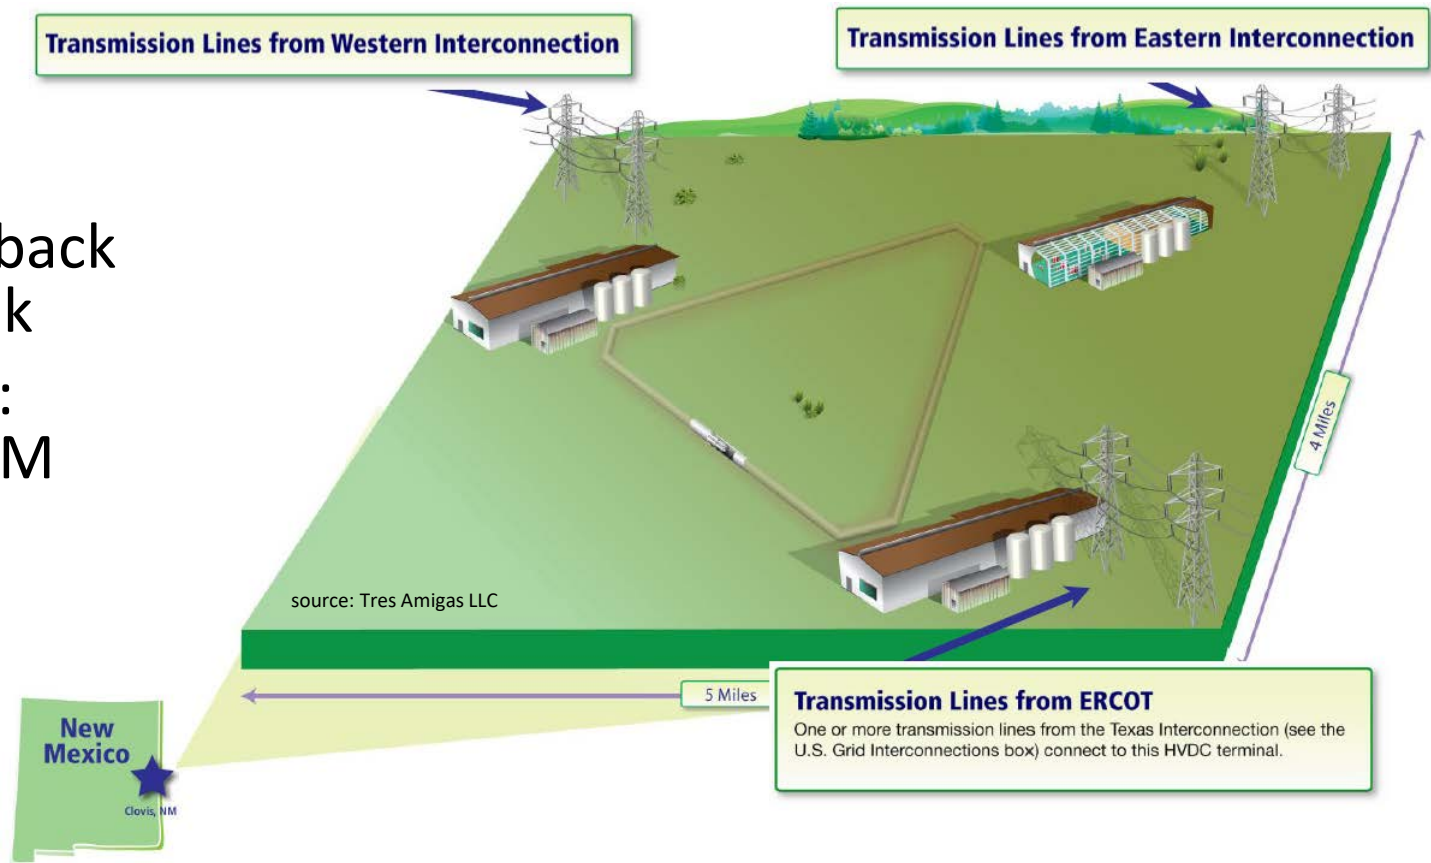 Transmission Lines from Western Interconnection
Transmission Lines from Eastern Interconnection
back
k
:
M
4 Miles
source: Tres Amigas LLC
5 Miles
Transmission Lines from ERCOT
One or more transmission lines from the Texas Interconnection (see the
U.S. Grid Interconnections box) connect to this HVDC terminal.
New
Mexico
Clovis, NM